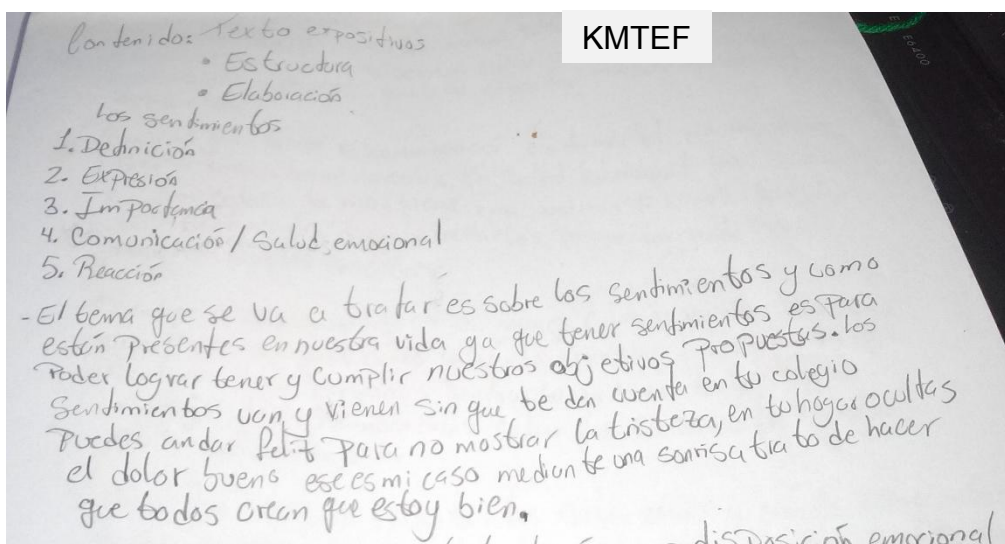 KMTEF
Contenido: Texto expositivos
• Estructura
• Elaboración
Los sentimientos
1. Dednición
2. Expresión
3. Importancia
4. Comunicación / Salud emocional
5. Reacción
- El tema que se va a tratar es sobre los sentimientos y como
están presentes en nuestra vida ya que tener sentimientos es para
Poder lograr tener y cumplir nuestros objetivos propuestos. los
Sendimientos van y vienen sin que te den cuenta en tu colegio
Puedes andar feliz para no mostrar la tristeza, en tu hogar ocultas
el dolor bueno ese es mi caso mediante una sonrisa trato de hacer
que todos crean que estoy bien.
disposición emocional